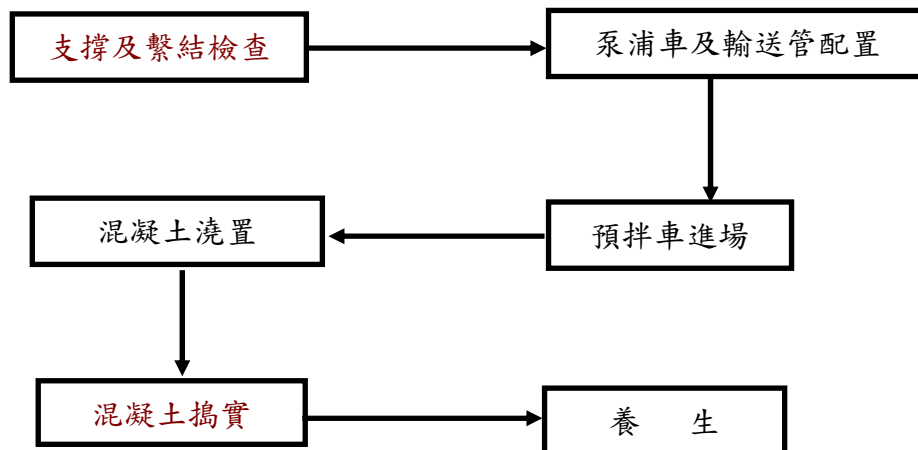 支撐及繫結檢查
泵浦車及輸送管配置
預拌車進場
混凝土澆置
混凝土搗實
養 生